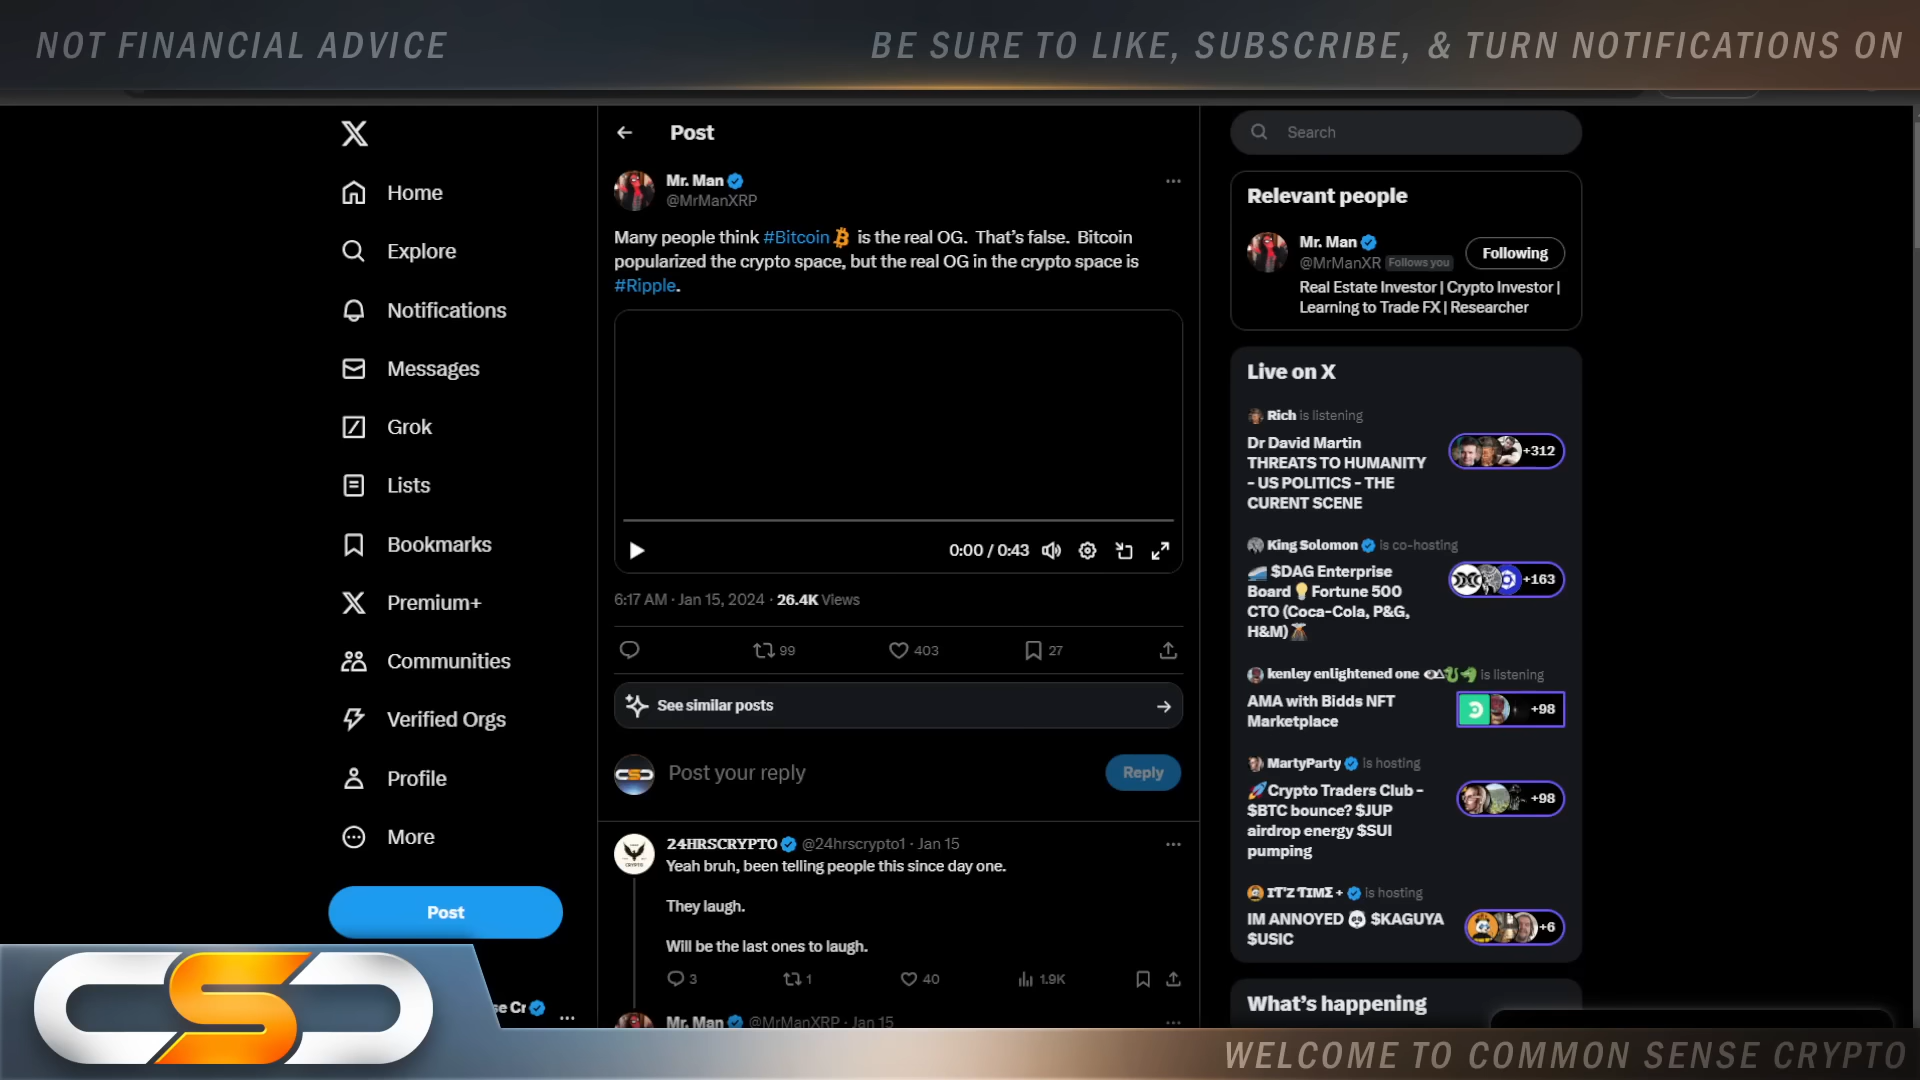 NOT FINANCIAL ADVICE
BE SURE TO LIKE, SUBSCRIBE, & TURN NOTIFICATIONS ON
Home
Explore
Notifications
Messages
Grok
Lists
Bookmarks
Premium+
Communities
Verified Orgs
Profile
More
Post
se Cr
Post
Mr. Man
@MrManXRP
Many people think #Bitcoin is the real OG. That's false. Bitcoin
popularized the crypto space, but the real OG in the crypto space is
#Ripple.
0:00 / 0:43
6:17 AM · Jan 15, 2024 · 26.4K Views
99
403
27
See similar posts
Post your reply
Reply
24HRSCRYPTO @24hrscrypto1 · Jan 15
Yeah bruh, been telling people this since day one.
They laugh.
Will be the last ones to laugh.
3
1
40
1.9K
Mr. Man @MrManXRP · Jan 15
Search
Relevant people
Mr. Man
@MrManXR Follows you
Following
Real Estate Investor | Crypto Investor |
Learning to Trade FX | Researcher
Live on X
Rich is listening
Dr David Martin
THREATS TO HUMANITY
- US POLITICS - THE
CURENT SCENE
+312
King Solomon is co-hosting
$DAG Enterprise
Board Fortune 500
CTO (Coca-Cola, P&G,
H&M)
+163
kenley enlightened one is listening
AMA with Bidds NFT
Marketplace
+98
MartyParty is hosting
Crypto Traders Club -
$BTC bounce? $JUP
airdrop energy $SUI
pumping
+98
IT'Z TIMΣ + is hosting
IM ANNOYED $KAGUYA
$USIC
+6
What's happening
CSC
WELCOME TO COMMON SENSE CRYPTO